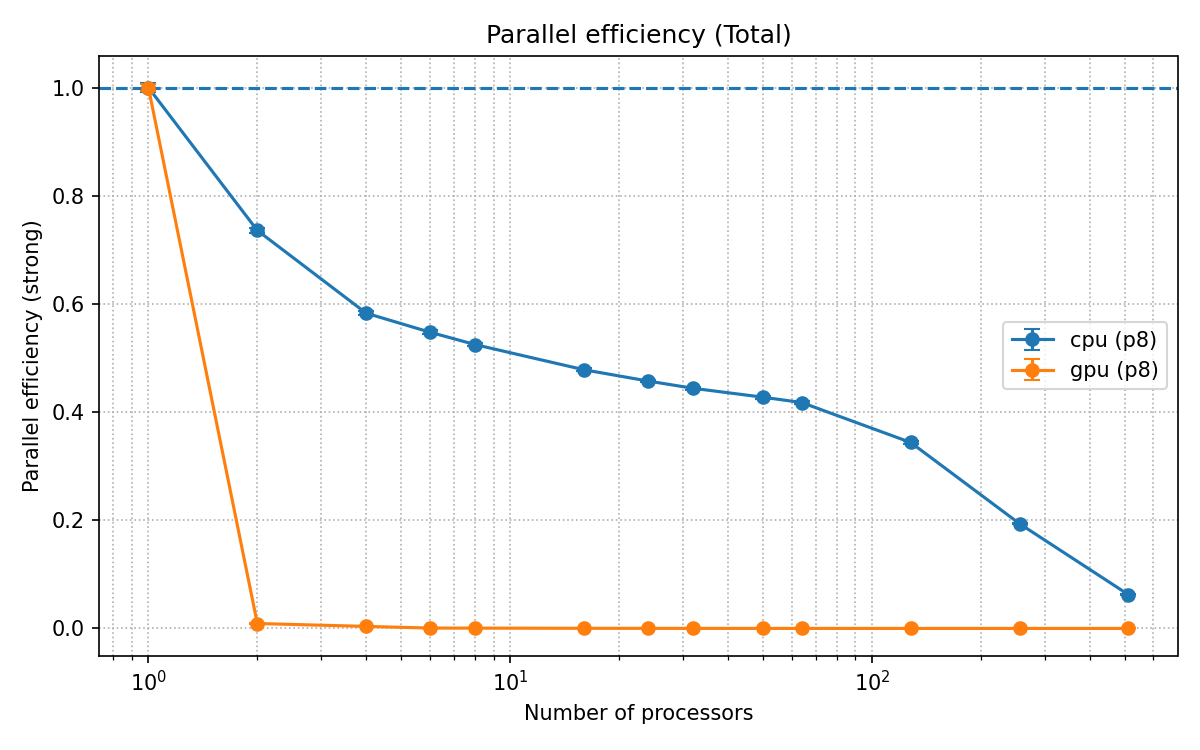 Parallel efficiency (Total)
Parallel efficiency (strong)
1.0
0.8
0.6
0.4
0.2
0.0
cpu (p8)
gpu (p8)
10⁰
10¹
10²
Number of processors